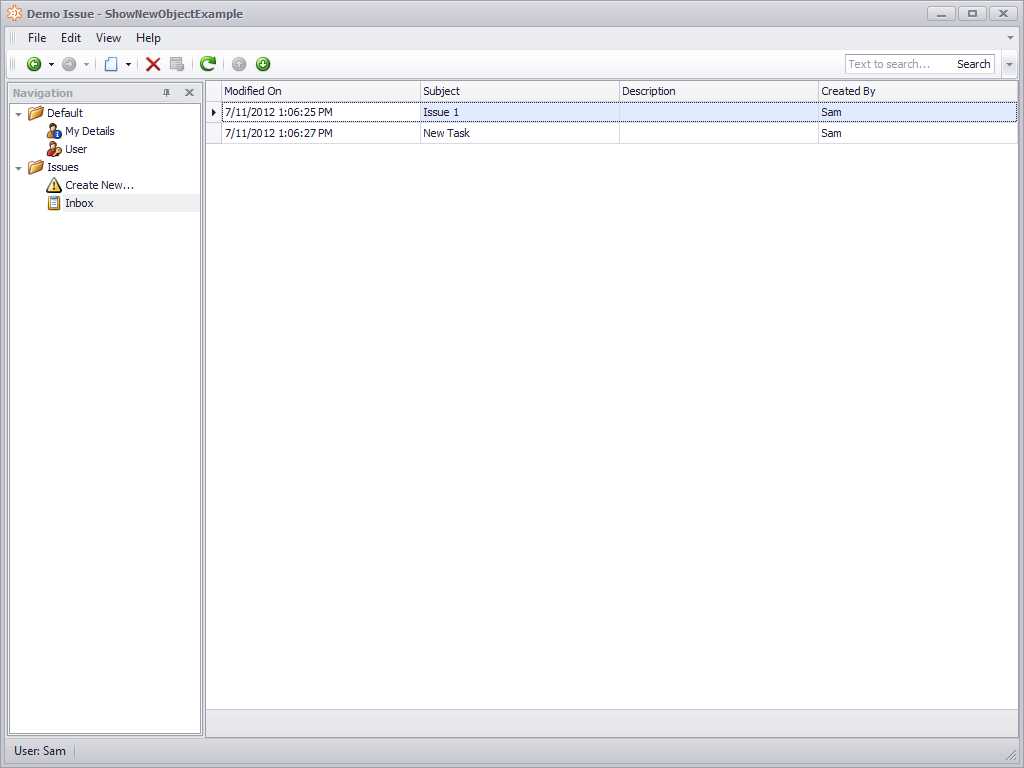 Demo Issue - ShowNewObjectExample
File Edit View Help
Text to search... Search
Navigation
Default
My Details
User
Issues
Create New...
Inbox
Modified On Subject Description Created By
7/11/2012 1:06:25 PM Issue 1 Sam
7/11/2012 1:06:27 PM New Task Sam
User: Sam